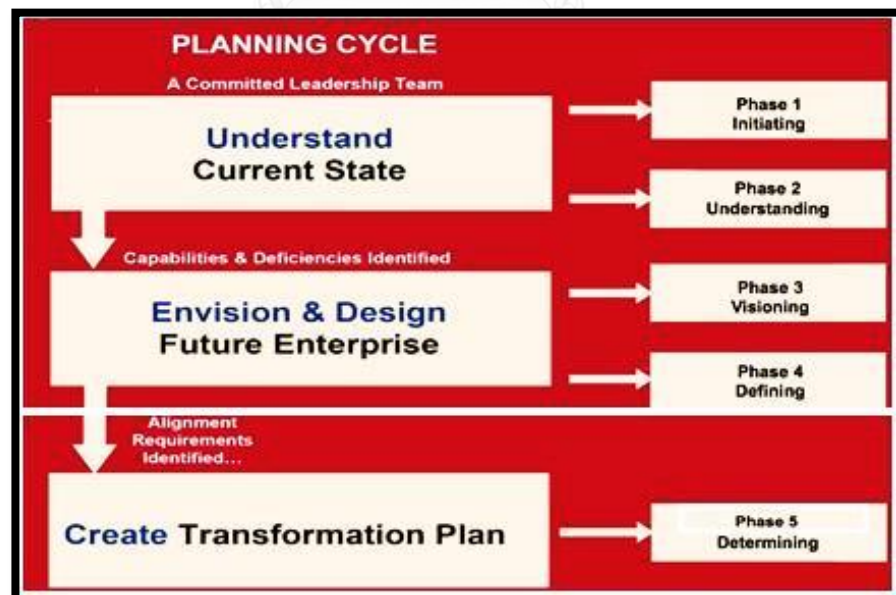 PLANNING CYCLE
A Committed Leadership Team
Understand
Current State
Phase 1
Initiating
Phase 2
Understanding
Capabilities & Deficiencies Identified
Envision & Design
Future Enterprise
Phase 3
Visioning
Phase 4
Defining
Alignment
Requirements
Identified...
Create Transformation Plan
Phase 5
Determining